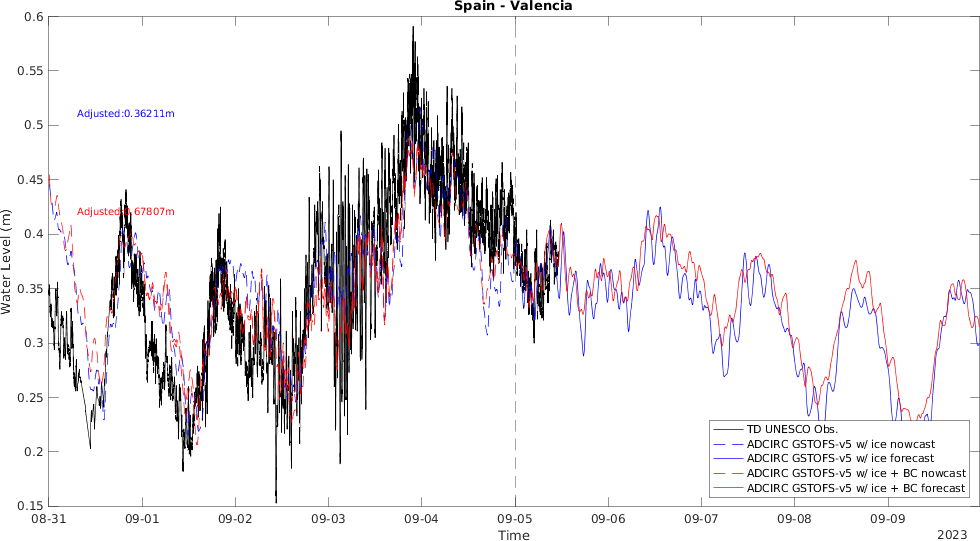 Spain - Valencia
0.6
0.55
0.5
0.45
0.4
0.35
0.3
0.25
0.2
0.15
Water Level (m)
Adjusted:0.36211m
08-31
09-01
09-02
09-03
09-04
09-05
09-06
09-07
09-08
09-09
Time
2023
TD UNESCO Obs.
ADCIRC GSTOFS-v5 w/ ice nowcast
ADCIRC GSTOFS-v5 w/ ice forecast
ADCIRC GSTOFS-v5 w/ ice + BC nowcast
ADCIRC GSTOFS-v5 w/ ice + BC forecast